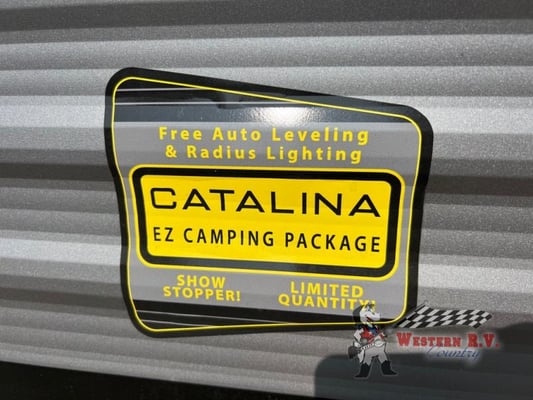 Free Auto Leveling
& Radius Lighting
CATALINA
EZ CAMPING PACKAGE
SHOW
STOPPER!
LIMITED
QUANTITY!
WESTERN R.V.
Country